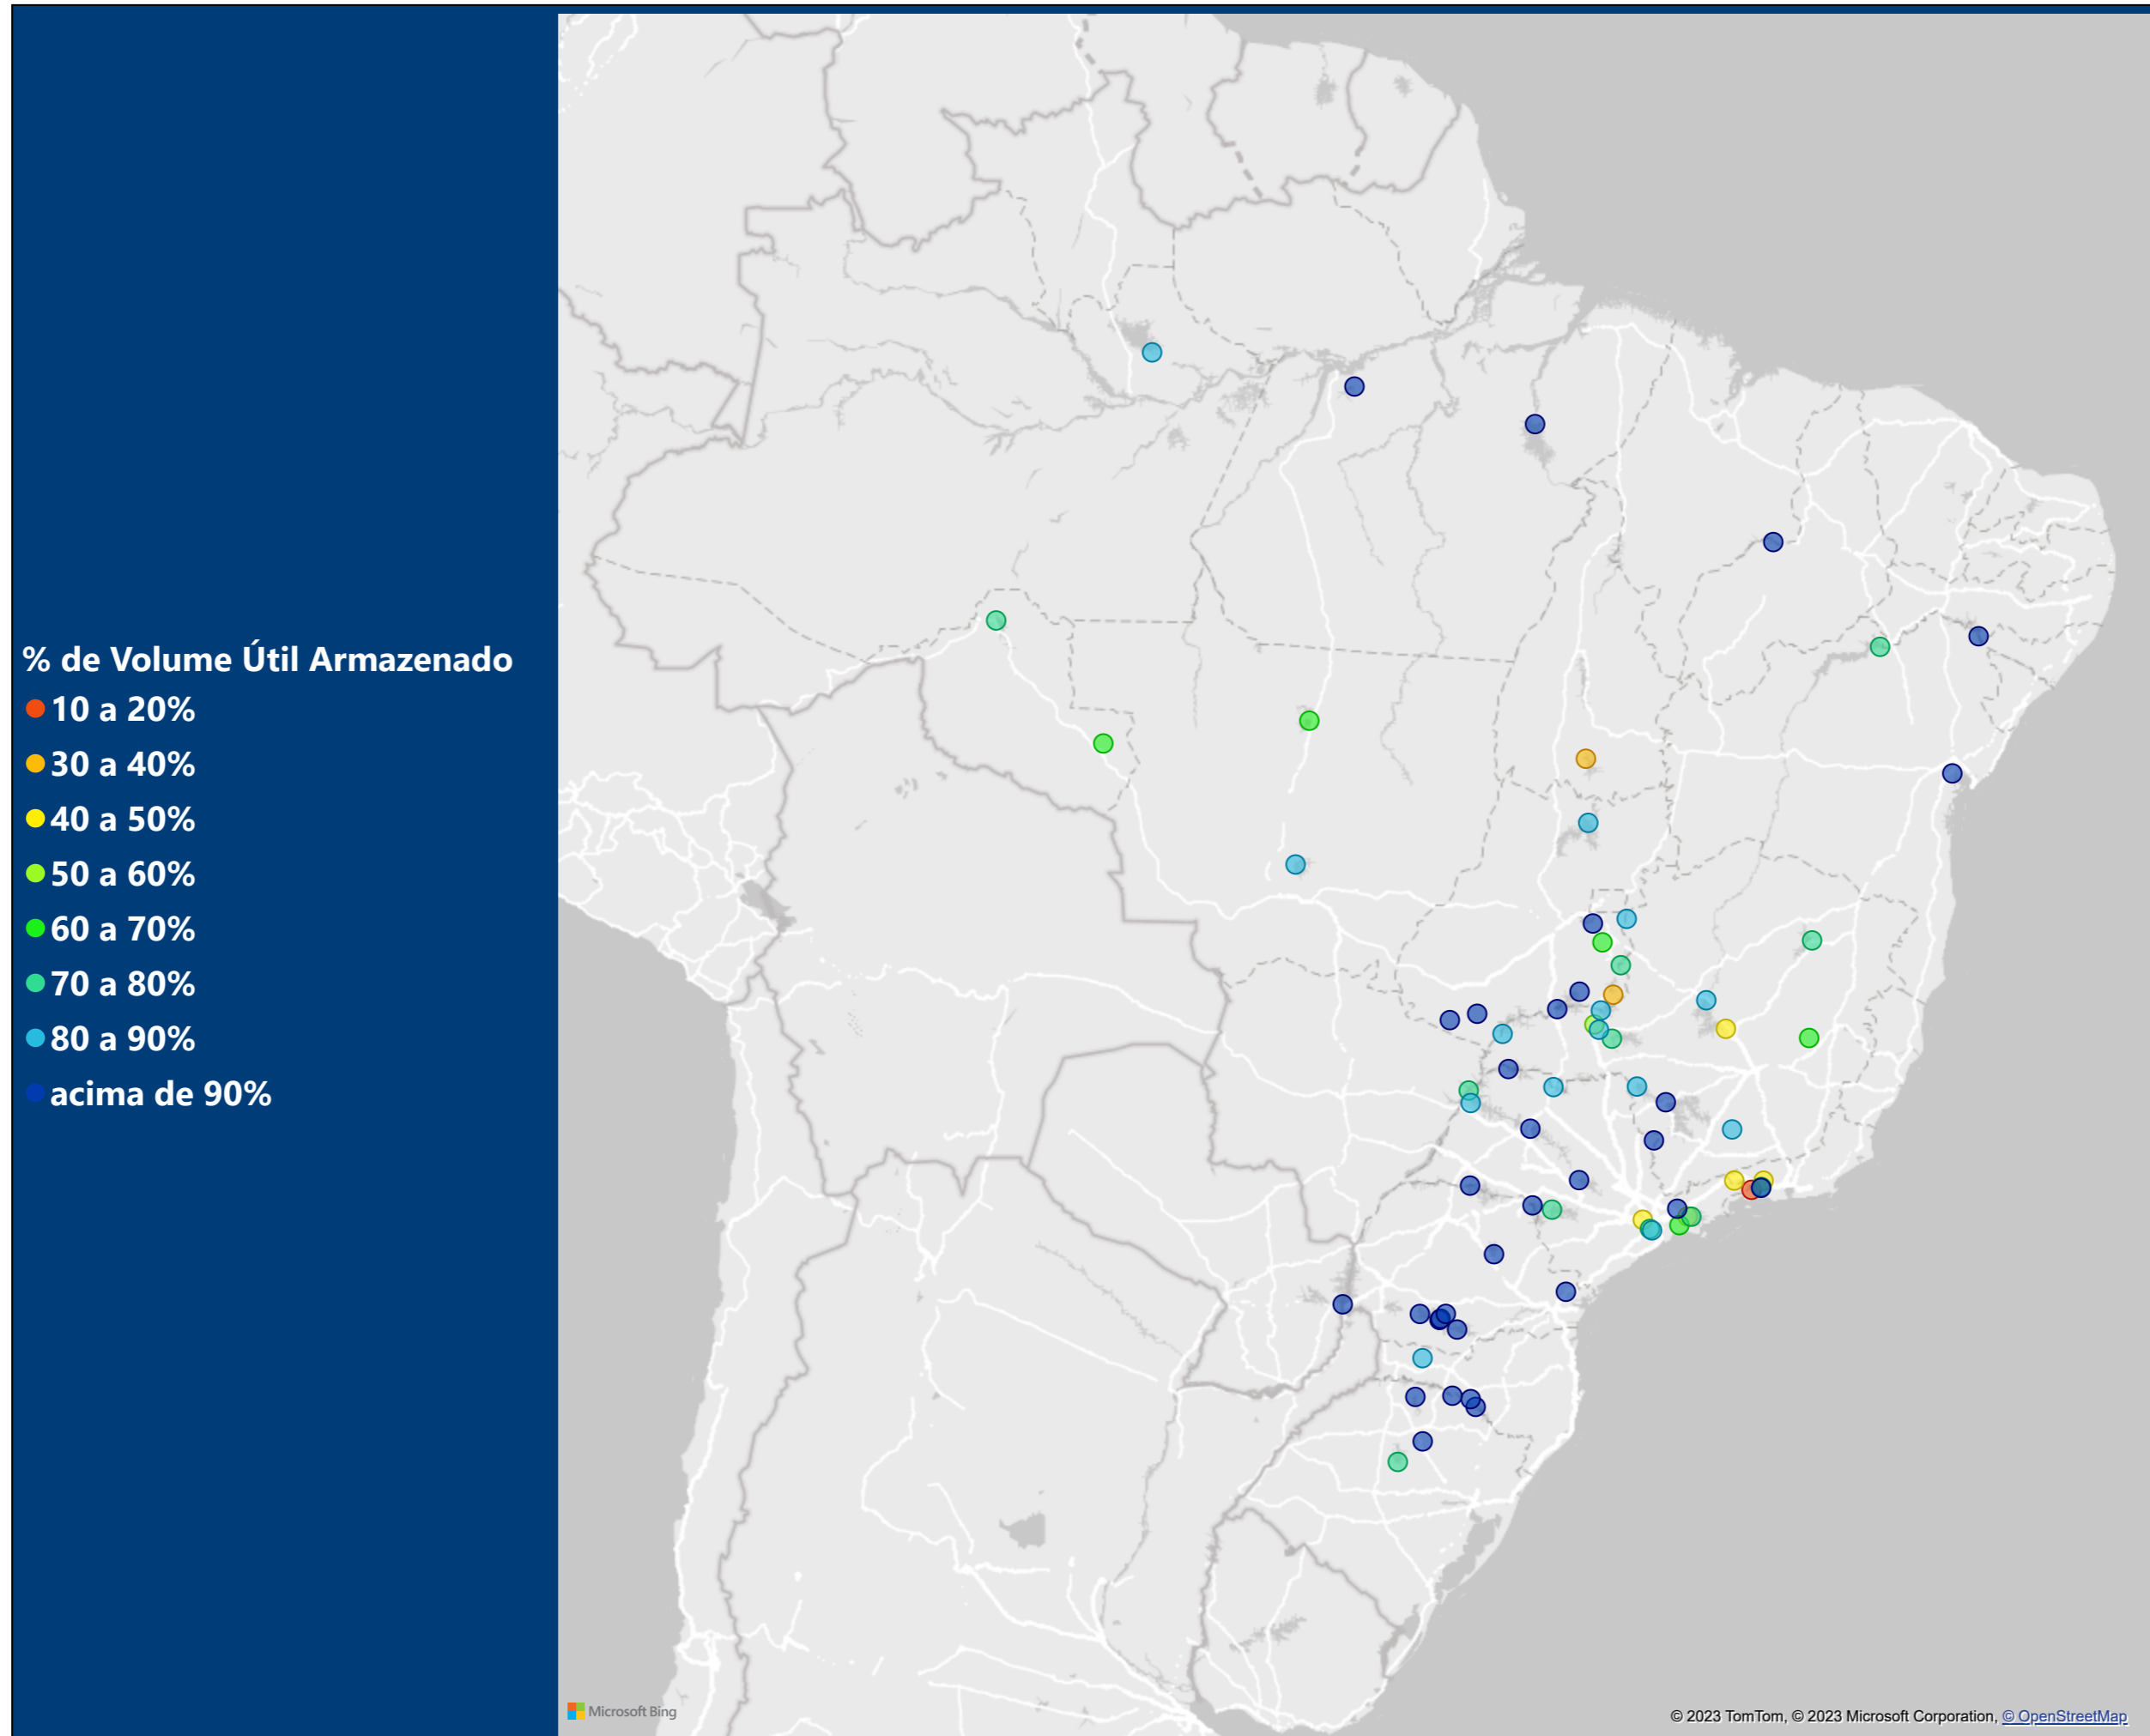 % de Volume Útil Armazenado
10 a 20%
30 a 40%
40 a 50%
50 a 60%
60 a 70%
70 a 80%
80 a 90%
acima de 90%
Microsoft Bing
© 2023 TomTom, © 2023 Microsoft Corporation, © OpenStreetMap